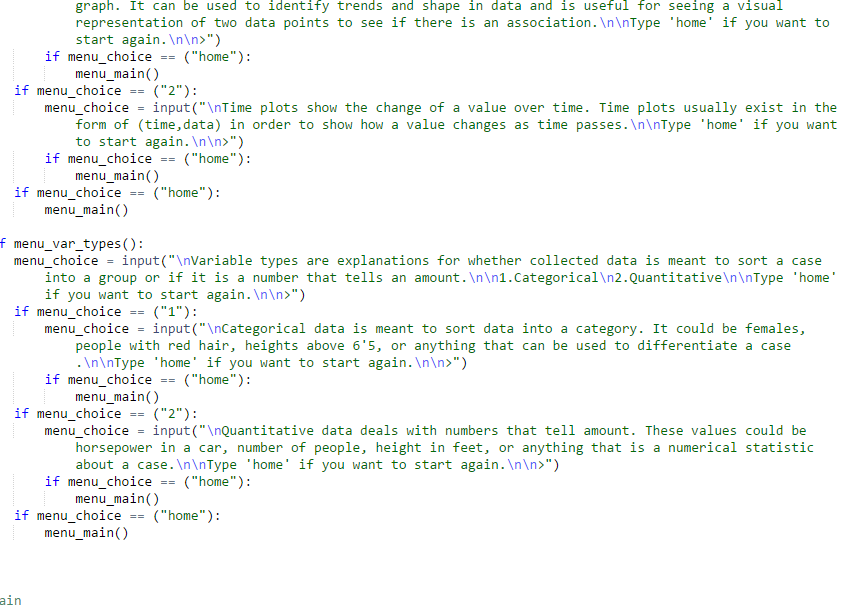 graph. It can be used to identify trends and shape in data and is useful for seeing a visual
representation of two data points to see if there is an association.\n\nType 'home' if you want to
start again.\n\n>")
if menu_choice == ("home"):
menu_main()
if menu_choice == ("2"):
menu_choice = input("\nTime plots show the change of a value over time. Time plots usually exist in the
form of (time,data) in order to show how a value changes as time passes.\n\nType 'home' if you want
to start again.\n\n>")
if menu_choice == ("home"):
menu_main()
if menu_choice == ("home"):
menu_main()
f menu_var_types():
menu_choice = input("\nVariable types are explanations for whether collected data is meant to sort a case
into a group or if it is a number that tells an amount.\n\n1.Categorical\n2.Quantitative\n\nType 'home'
if you want to start again.\n\n>")
if menu_choice == ("1"):
menu_choice = input("\nCategorical data is meant to sort data into a category. It could be females,
people with red hair, heights above 6'5, or anything that can be used to differentiate a case
.\n\nType 'home' if you want to start again.\n\n>")
if menu_choice == ("home"):
menu_main()
if menu_choice == ("2"):
menu_choice = input("\nQuantitative data deals with numbers that tell amount. These values could be
horsepower in a car, number of people, height in feet, or anything that is a numerical statistic
about a case.\n\nType 'home' if you want to start again.\n\n>")
if menu_choice == ("home"):
menu_main()
if menu_choice == ("home"):
menu_main()
ain